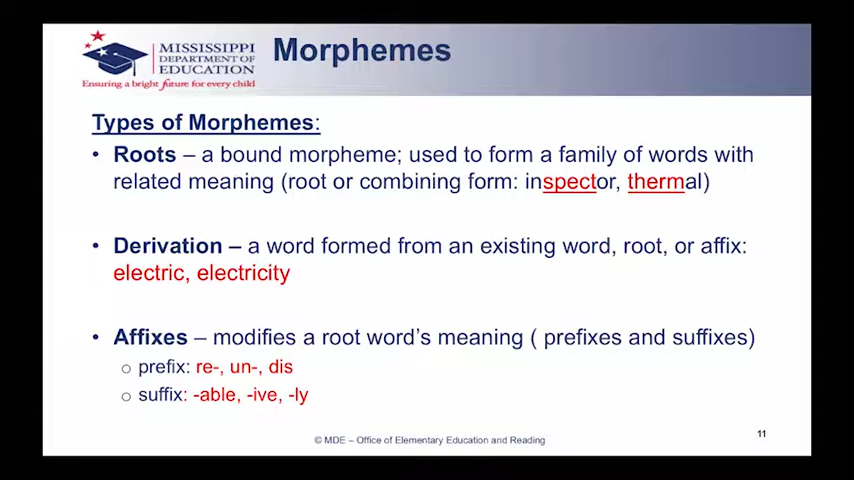 MISSISSIPPI
DEPARTMENT OF
EDUCATION
Ensuring a bright future for every child
Morphemes
Types of Morphemes:
• Roots – a bound morpheme; used to form a family of words with
related meaning (root or combining form: inspector, thermal)
• Derivation – a word formed from an existing word, root, or affix:
electric, electricity
• Affixes – modifies a root word's meaning ( prefixes and suffixes)
o prefix: re-, un-, dis
o suffix: -able, -ive, -ly
© MDE – Office of Elementary Education and Reading
11